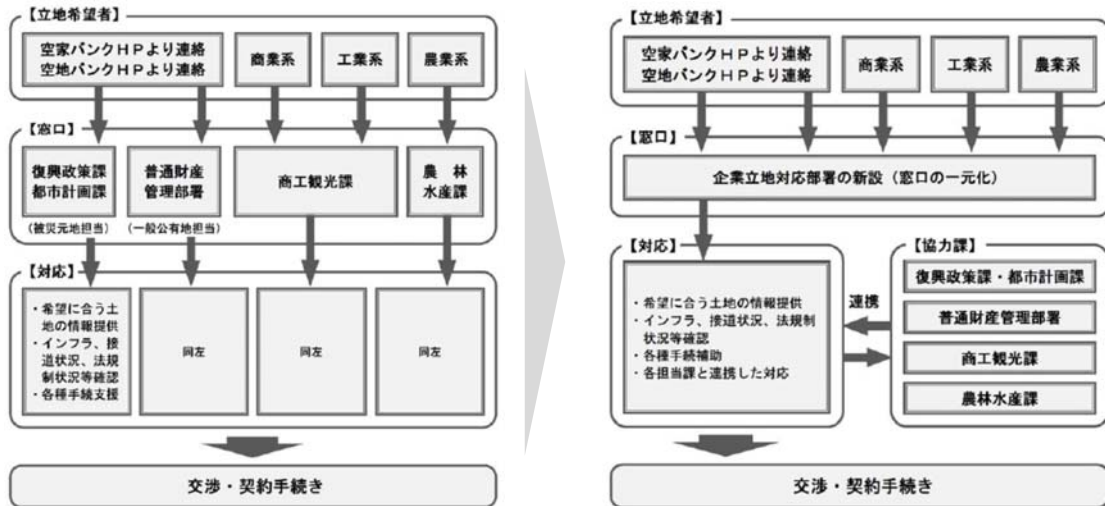 【立地希望者】
空家バンクＨＰより連絡
空地バンクＨＰより連絡
商業系
工業系
農業系
【窓口】
復興政策課
都市計画課
(被災元地担当)
普通財産
管理部署
(一般公有地担当)
商工観光課
農　林
水産課
【対応】
・希望に合う土
地の情報提供
・インフラ、接
道状況、法規
制状況等確認
・各種手続支援
同左
同左
同左
交渉・契約手続き
【立地希望者】
空家バンクＨＰより連絡
空地バンクＨＰより連絡
商業系
工業系
農業系
【窓口】
企業立地対応部署の新設（窓口の一元化）
【対応】
・希望に合う土地の情報提供
・インフラ、接道状況、法規制
状況等確認
・各種手続補助
・各担当課と連携した対応
連携
【協力課】
復興政策課・都市計画課
普通財産管理部署
商工観光課
農林水産課
交渉・契約手続き